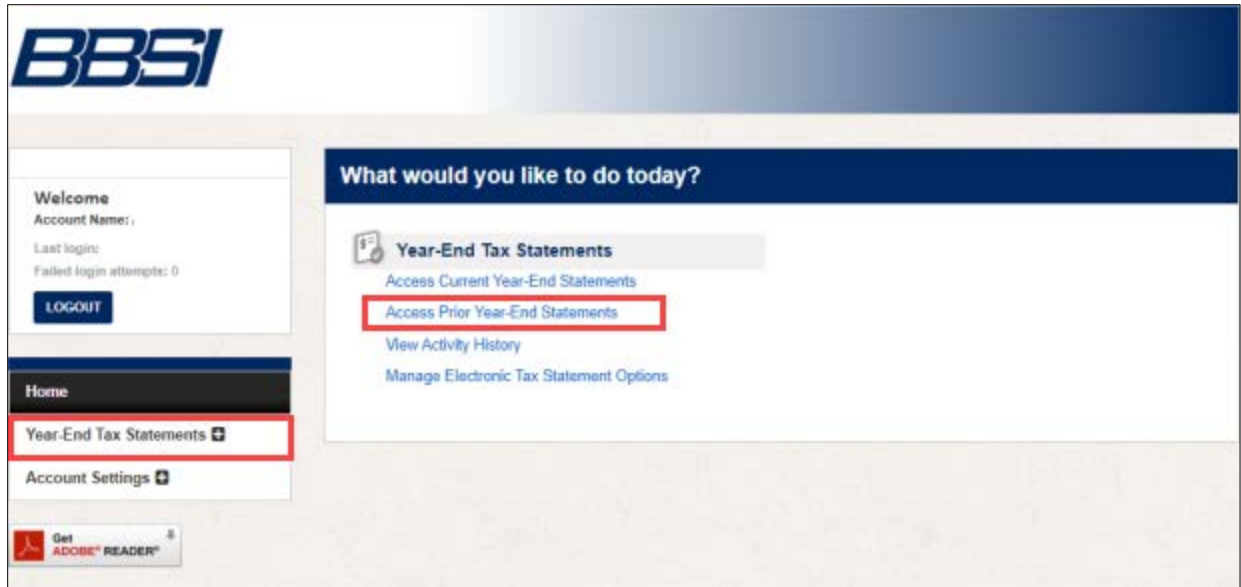 BBSI
Welcome
Account Name: .
Last login:
Failed login attempts: 0
LOGOUT
Home
Year-End Tax Statements
Account Settings
Get
ADOBE® READER®
What would you like to do today?
Year-End Tax Statements
Access Current Year-End Statements
Access Prior Year-End Statements
View Activity History
Manage Electronic Tax Statement Options